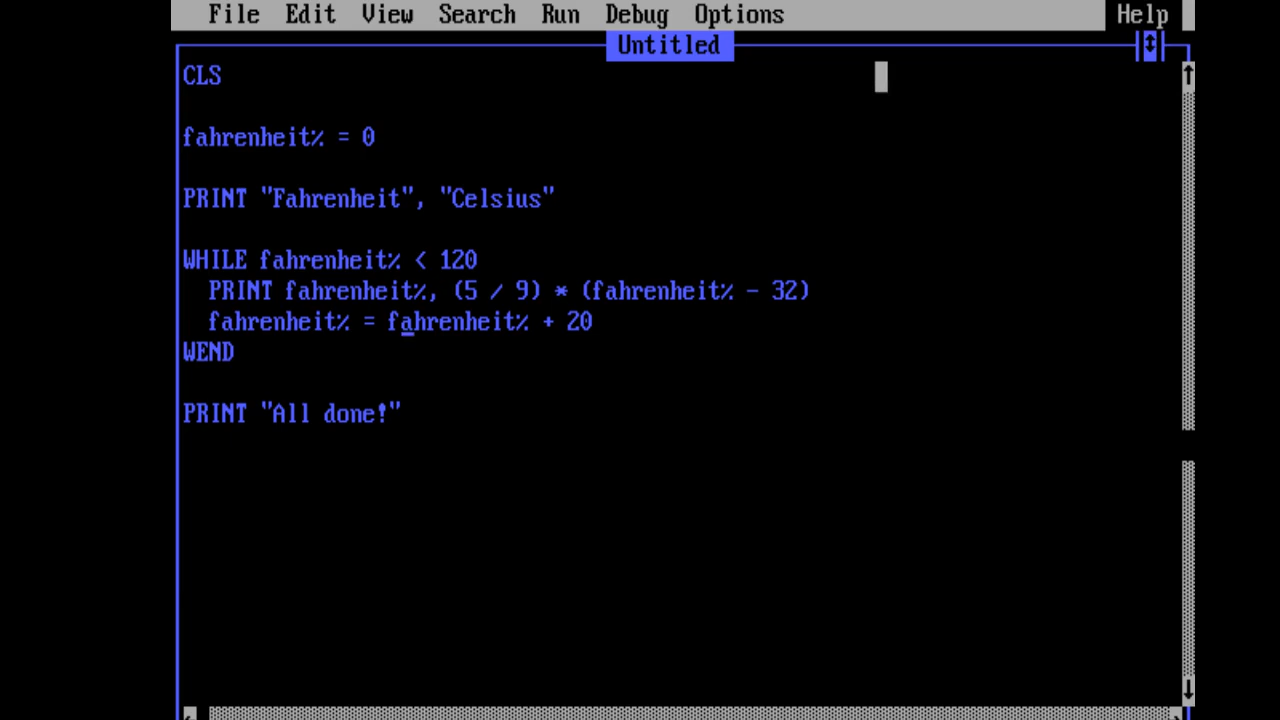 File Edit View Search Run Debug Options Help
Untitled
CLS
fahrenheit% = 0
PRINT "Fahrenheit", "Celsius"
WHILE fahrenheit% < 120
  PRINT fahrenheit%, (5 / 9) * (fahrenheit% - 32)
  fahrenheit% = fahrenheit% + 20
WEND
PRINT "All done!"